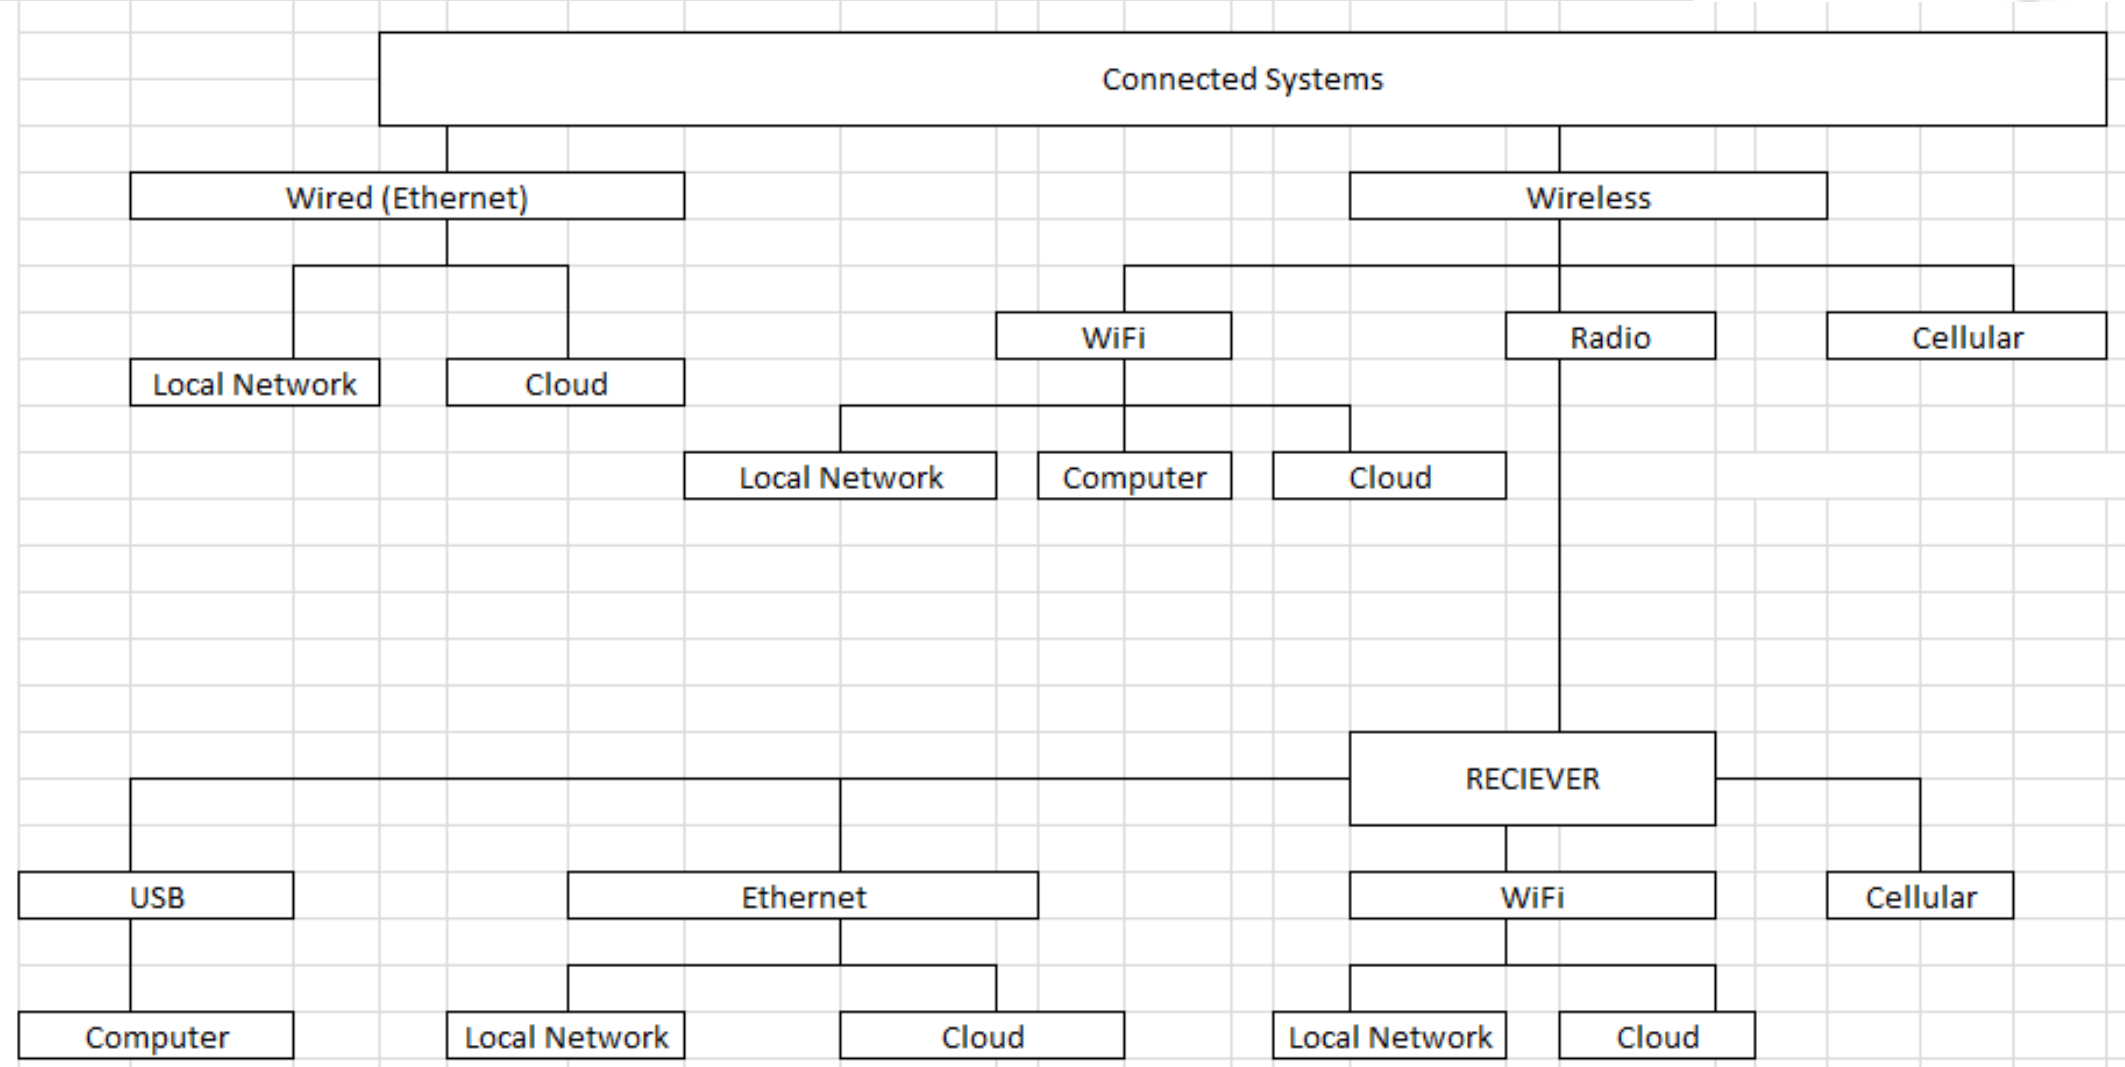 Connected Systems
Wired (Ethernet)
Wireless
WiFi
Radio
Cellular
Local Network
Cloud
Local Network
Computer
Cloud
RECIEVER
USB
Ethernet
WiFi
Cellular
Computer
Local Network
Cloud
Local Network
Cloud